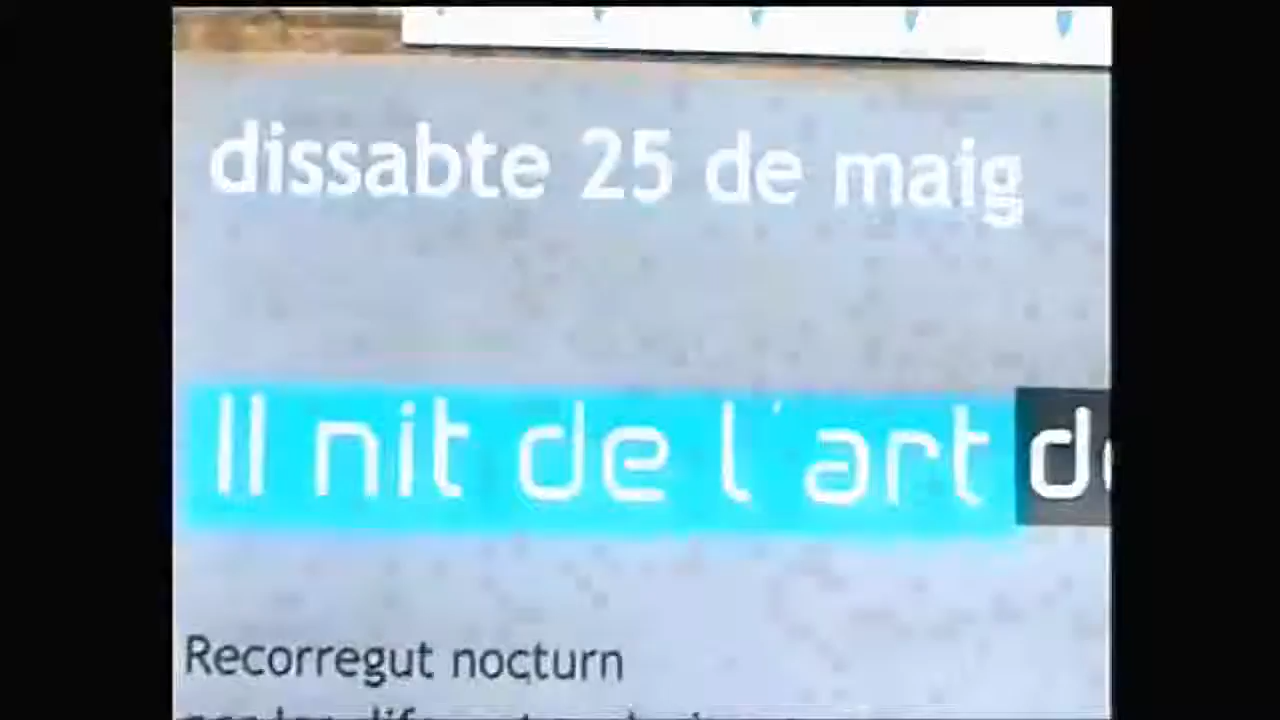 dissabte 25 de maig
II nit de l'art
Recorregut nocturn